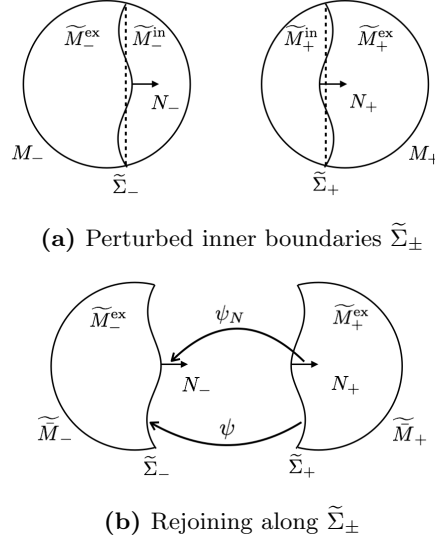 M̃₋ᵉˣ M̃₋ⁱⁿ M̃₊ⁱⁿ M̃₊ᵉˣ
N₋ N₊
M₋ M₊
Σ̃₋ Σ̃₊
(a) Perturbed inner boundaries Σ̃±
M̃₋ᵉˣ ψ_N M̃₊ᵉˣ
N₋ N₊
M̄̃₋ ψ M̄̃₊
Σ̃₋ Σ̃₊
(b) Rejoining along Σ̃±